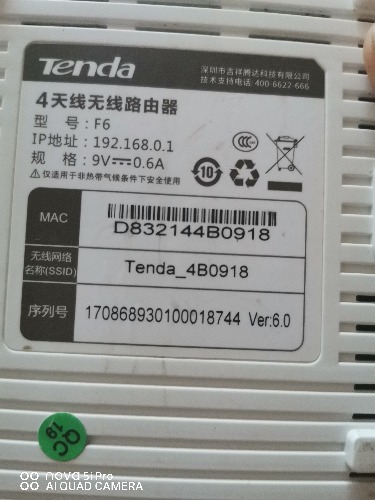 Tenda
深圳市吉祥腾达科技有限公司
技术支持电话:400-6622-666
4天线无线路由器
型 号: F6
IP地址: 192.168.0.1
规 格: 9V⎓0.6A
⚠仅适用于非热带气候条件下安全使用
CCC
10
MAC
D832144B0918
无线网络
名称(SSID)
Tenda_4B0918
序列号
170868930100018744 Ver:6.0
QC
19
nova 5i Pro
AI QUAD CAMERA